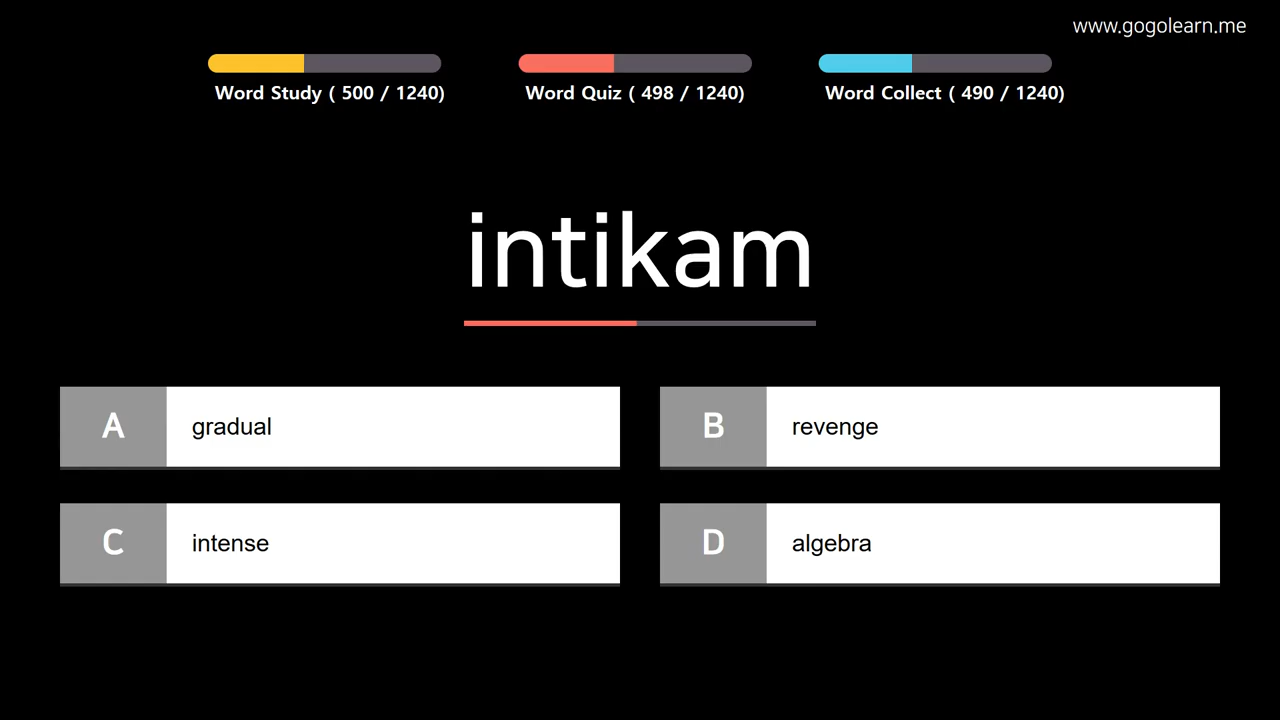 www.gogolearn.me
Word Study ( 500 / 1240)
Word Quiz ( 498 / 1240)
Word Collect ( 490 / 1240)
intikam
A gradual
B revenge
C intense
D algebra